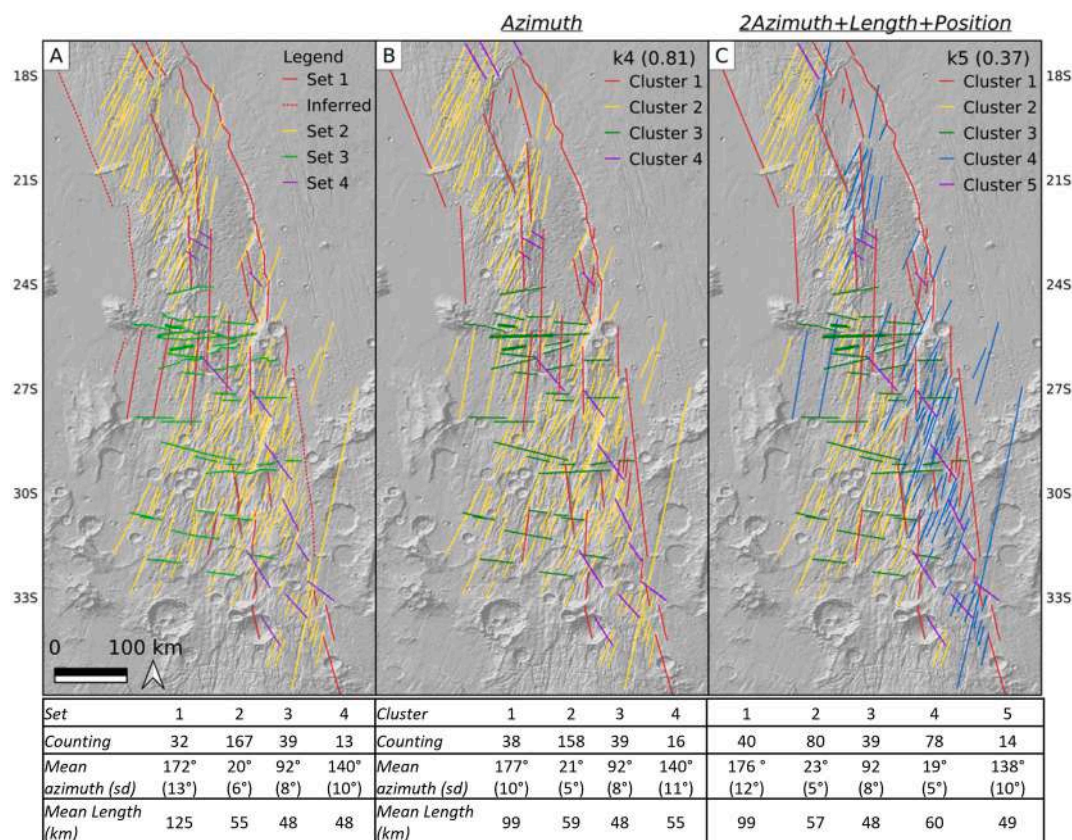 Azimuth
2Azimuth+Length+Position
A
Legend
Set 1
Inferred
Set 2
Set 3
Set 4
B
k4 (0.81)
Cluster 1
Cluster 2
Cluster 3
Cluster 4
C
k5 (0.37)
Cluster 1
Cluster 2
Cluster 3
Cluster 4
Cluster 5
18S
21S
24S
27S
30S
33S
18S
21S
24S
27S
30S
33S
0 100 km
Set 1 2 3 4
Counting 32 167 39 13
Mean 172° 20° 92° 140°
azimuth (sd) (13°) (6°) (8°) (10°)
Mean Length
(km) 125 55 48 48
Cluster 1 2 3 4
Counting 38 158 39 16
Mean 177° 21° 92° 140°
azimuth (sd) (10°) (5°) (8°) (11°)
Mean Length
(km) 99 59 48 55
1 2 3 4 5
40 80 39 78 14
176 ° 23° 92 19° 138°
(12°) (5°) (8°) (5°) (10°)
99 57 48 60 49